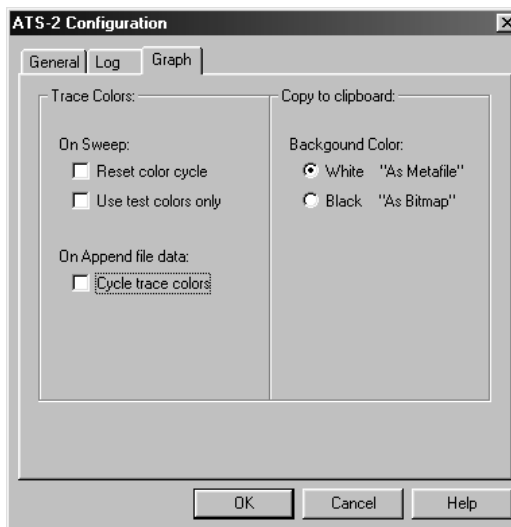 ATS-2 Configuration
General Log Graph
Trace Colors:
On Sweep:
Reset color cycle
Use test colors only
On Append file data:
Cycle trace colors
Copy to clipboard:
Backgound Color:
White "As Metafile"
Black "As Bitmap"
OK Cancel Help